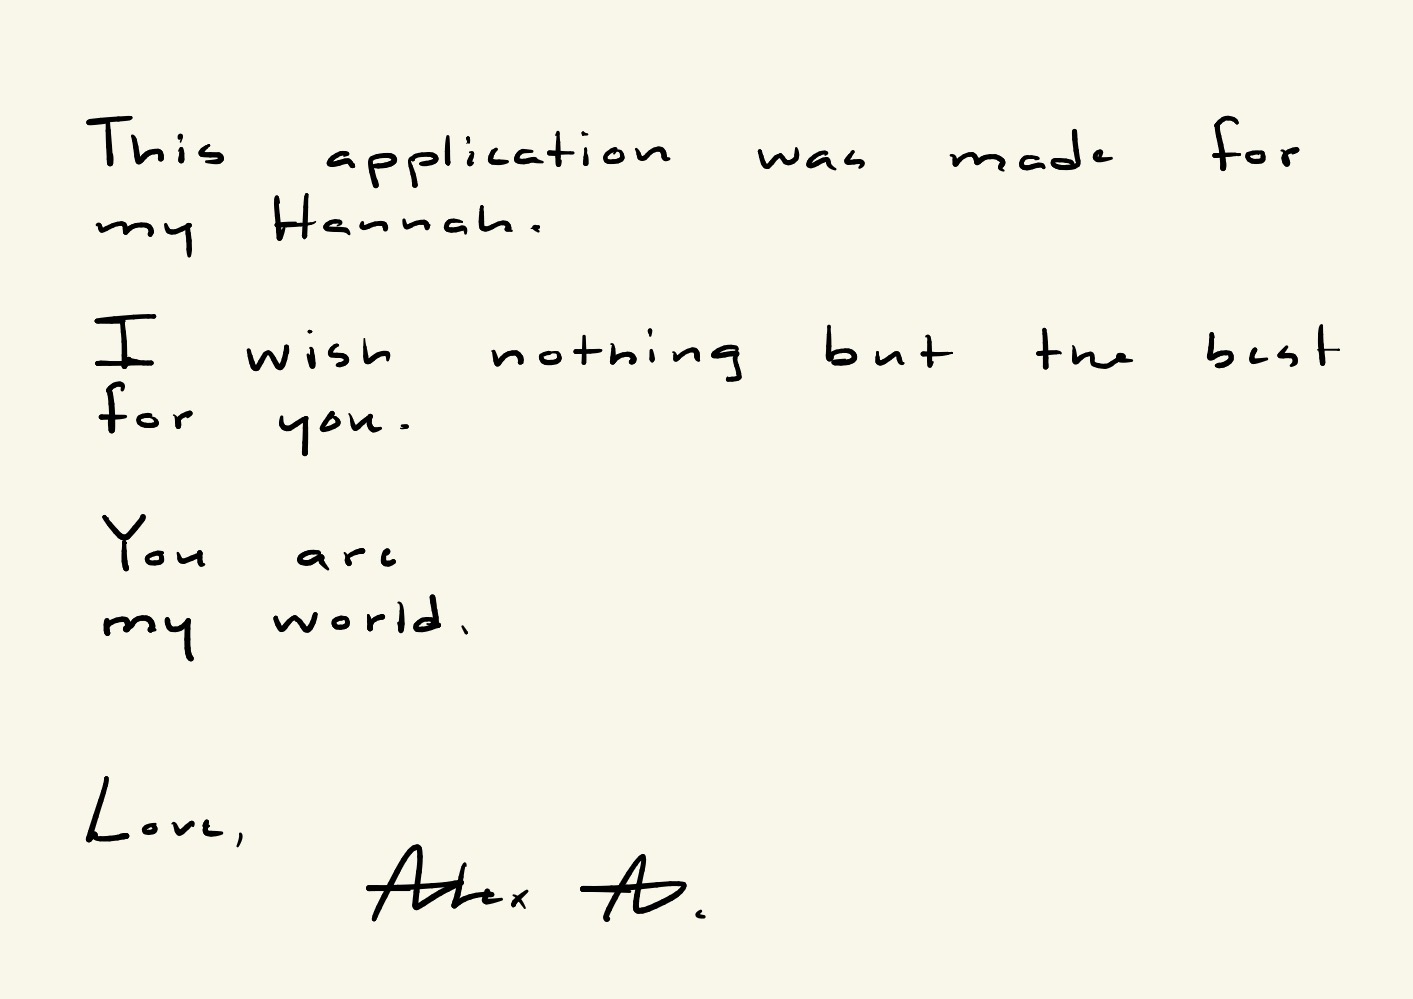 This application was made for
my Hannah.
I wish nothing but the best
for you.
You are
my world.
Love,
Alex A.